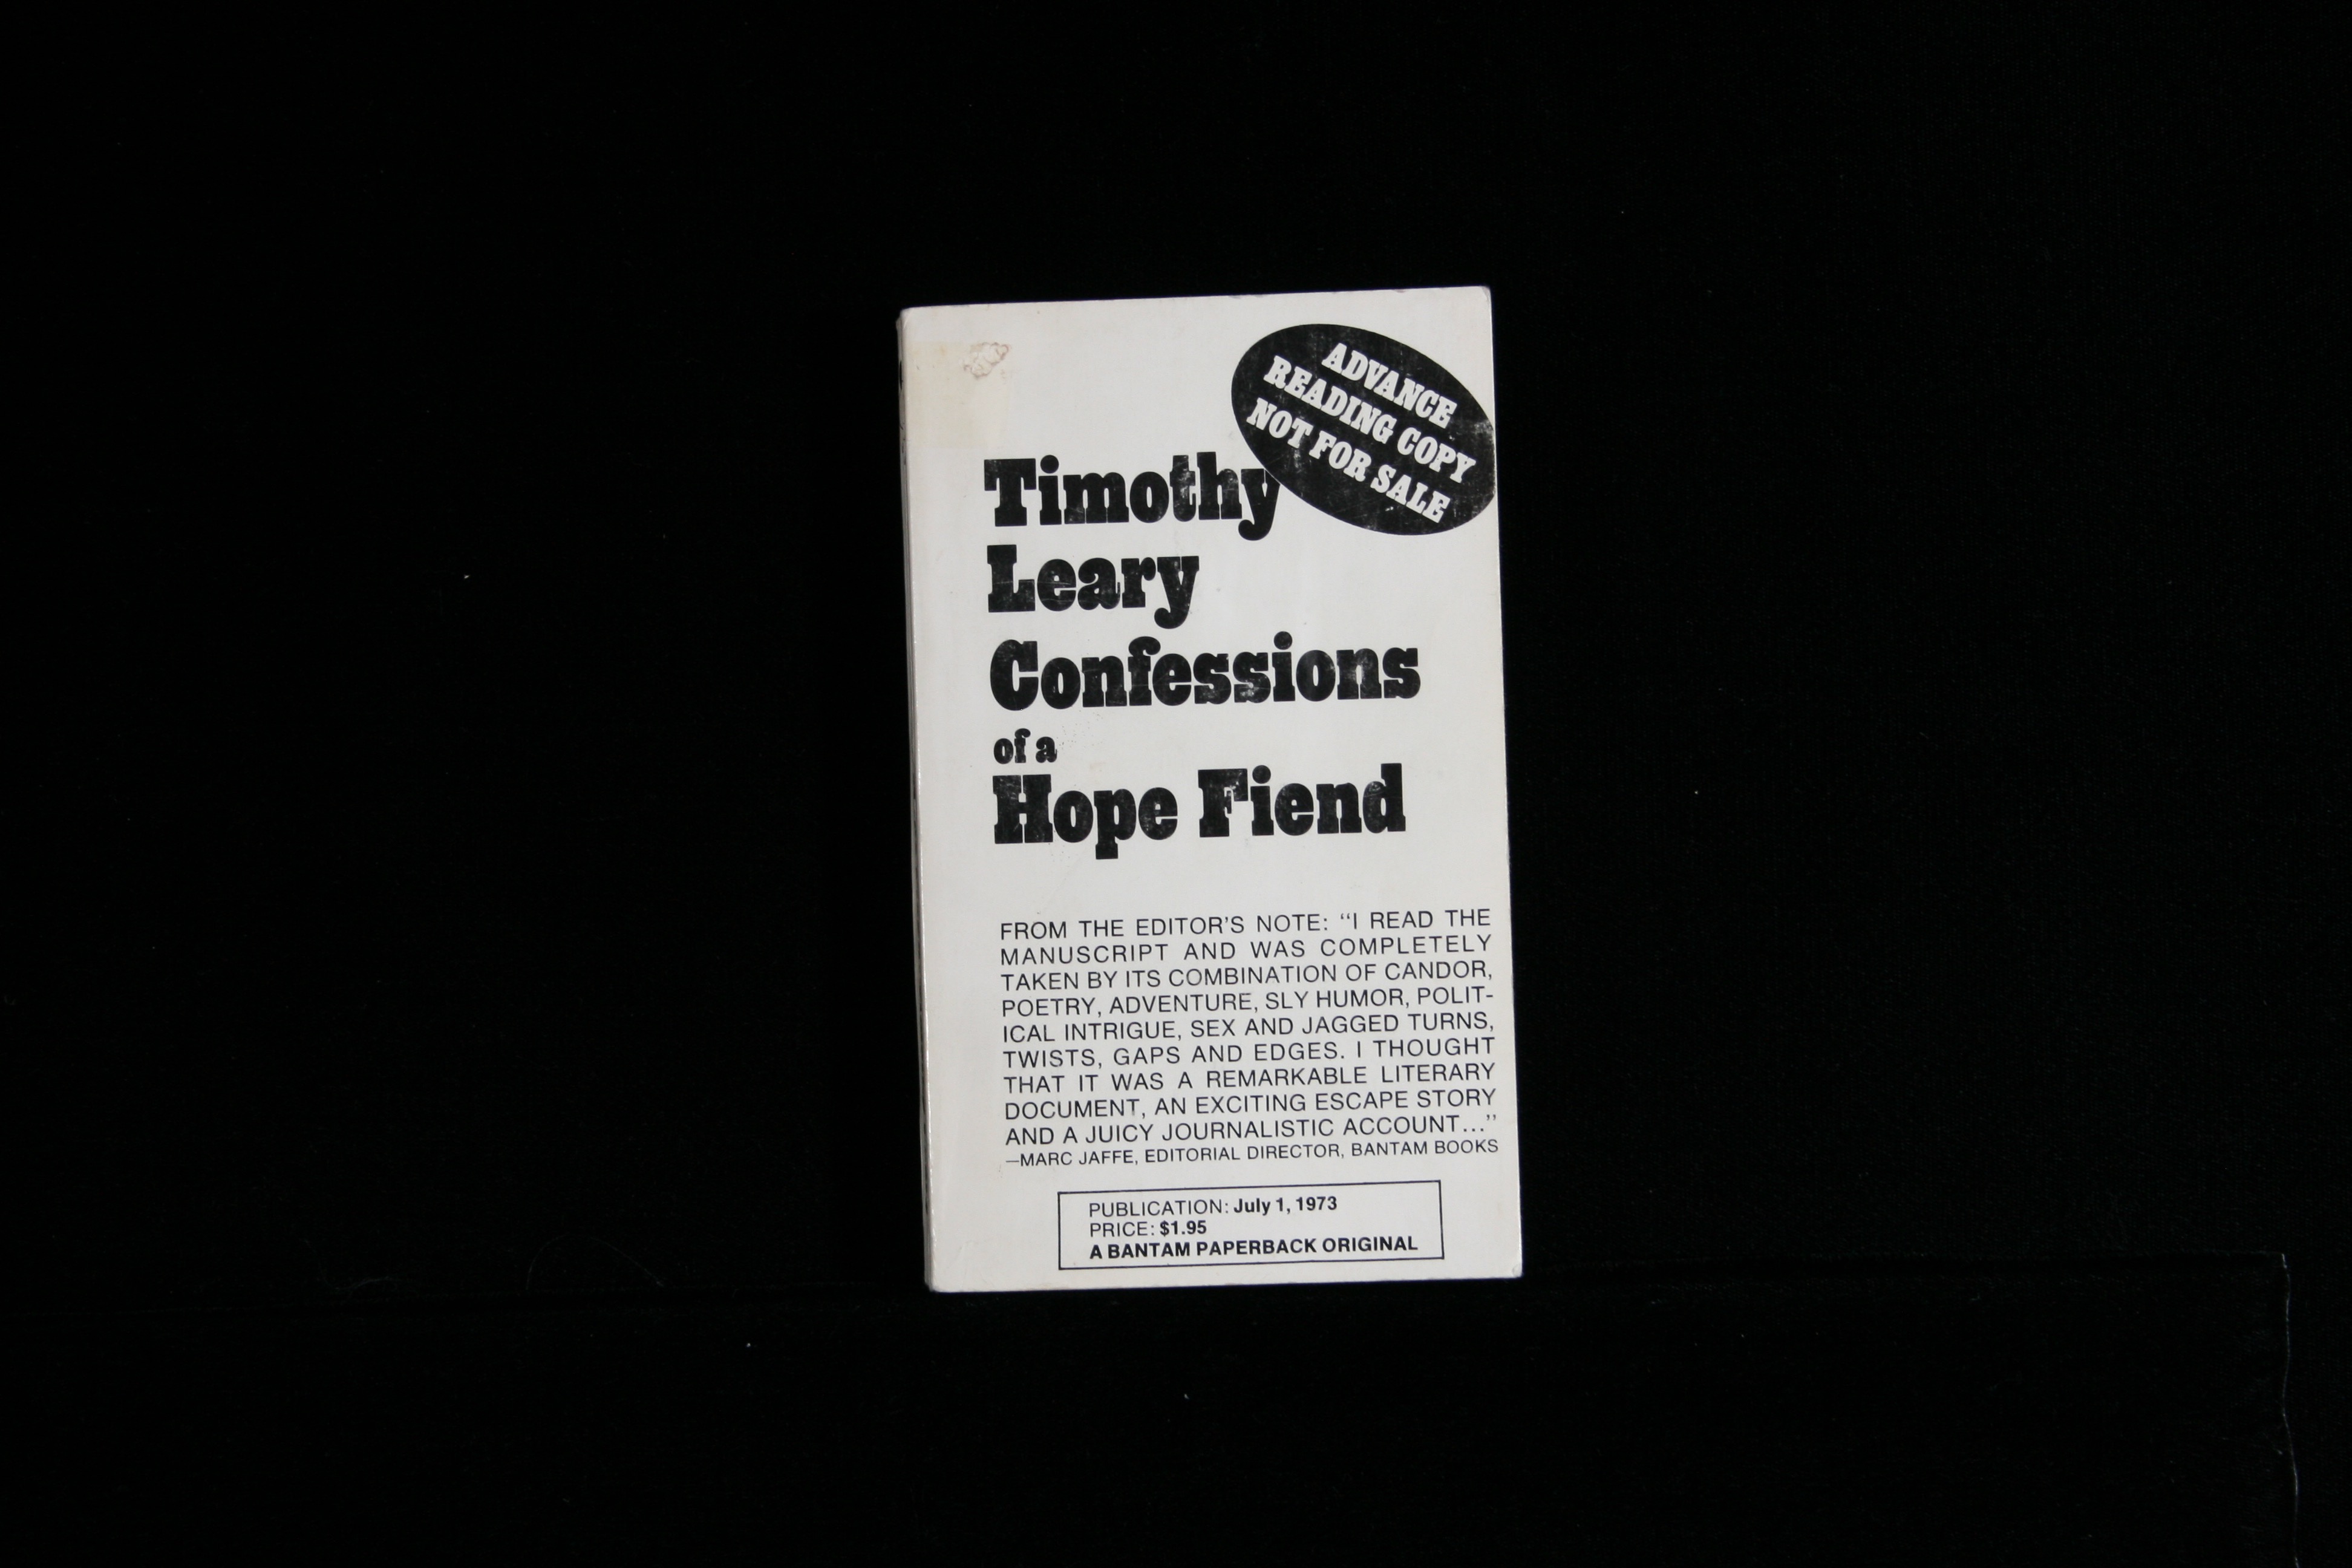 ADVANCE
READING COPY
NOT FOR SALE
Timothy
Leary
Confessions
of a
Hope Fiend
FROM THE EDITOR'S NOTE: “I READ THE
MANUSCRIPT AND WAS COMPLETELY
TAKEN BY ITS COMBINATION OF CANDOR,
POETRY, ADVENTURE, SLY HUMOR, POLIT-
ICAL INTRIGUE, SEX AND JAGGED TURNS,
TWISTS, GAPS AND EDGES. I THOUGHT
THAT IT WAS A REMARKABLE LITERARY
DOCUMENT, AN EXCITING ESCAPE STORY
AND A JUICY JOURNALISTIC ACCOUNT...”
—MARC JAFFE, EDITORIAL DIRECTOR, BANTAM BOOKS
PUBLICATION: July 1, 1973
PRICE: $1.95
A BANTAM PAPERBACK ORIGINAL